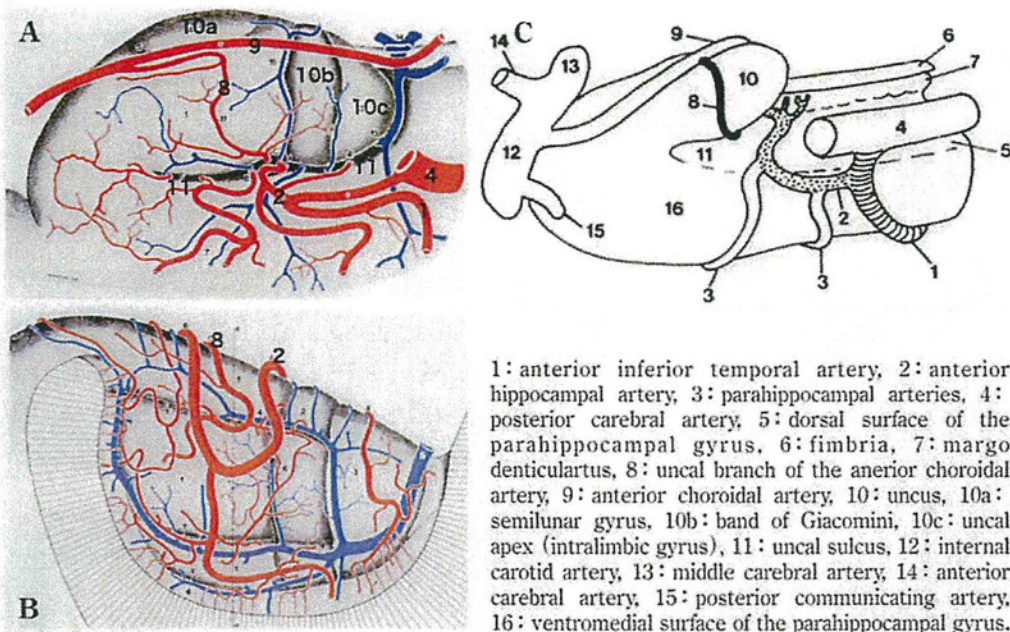 A
10a
9
8
10b
10c
11
11
2
4
B
8
2
C
14
13
9
10
8
6
7
4
5
12
11
16
15
2
3
3
1
1: anterior inferior temporal artery, 2: anterior
hippocampal artery, 3: parahippocampal arteries, 4:
posterior carebral artery, 5: dorsal surface of the
parahippocampal gyrus, 6: fimbria, 7: margo
denticulartus, 8: uncal branch of the anerior choroidal
artery, 9: anterior choroidal artery, 10: uncus, 10a:
semilunar gyrus, 10b: band of Giacomini, 10c: uncal
apex (intralimbic gyrus), 11: uncal sulcus, 12: internal
carotid artery, 13: middle carebral artery, 14: anterior
carebral artery, 15: posterior communicating artery,
16: ventromedial surface of the parahippocampal gyrus.